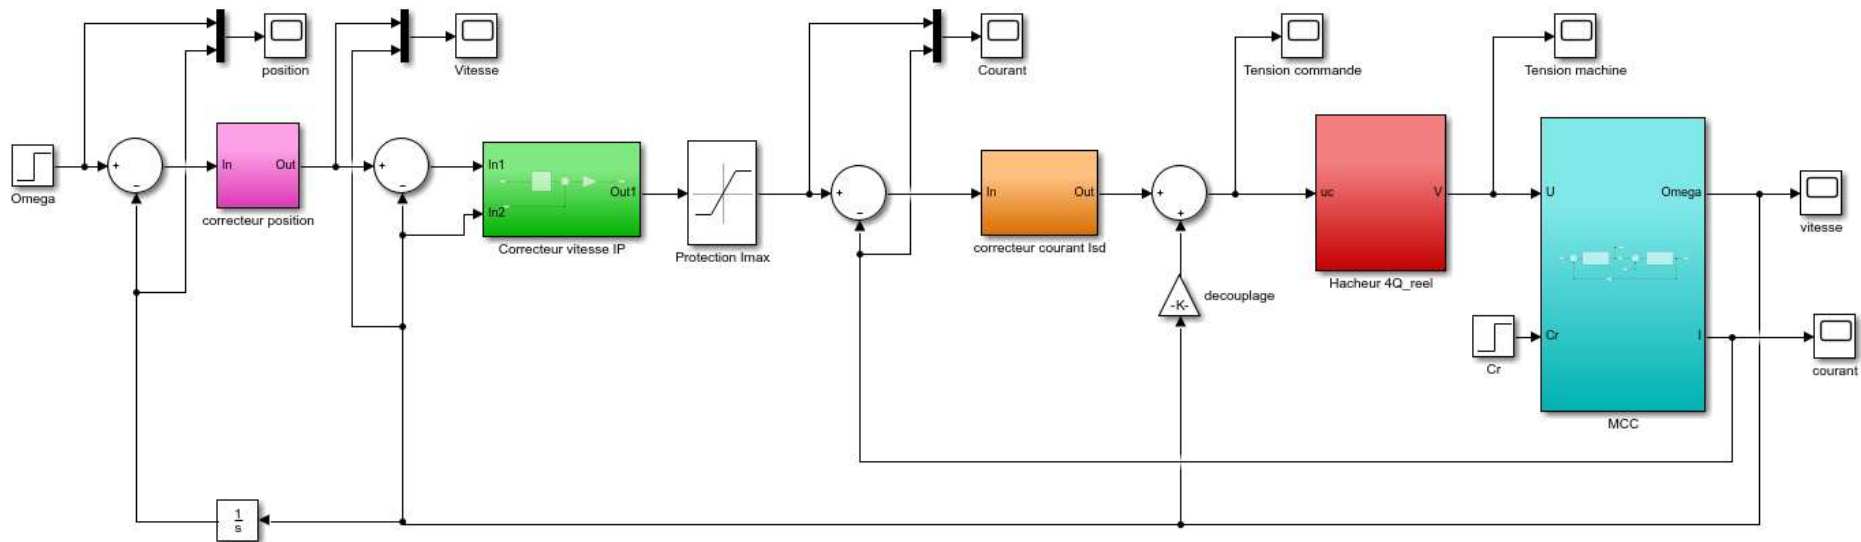 position
Vitesse
Courant
Tension commande
Tension machine
Omega
+
−
In
Out
correcteur position
+
−
In1
In2
Out1
Correcteur vitesse IP
Protection Imax
+
−
In
Out
correcteur courant Isd
+
+
-K-
decouplage
uc
V
Hacheur 4Q_reel
U
Omega
Cr
I
MCC
Cr
vitesse
courant
1
s